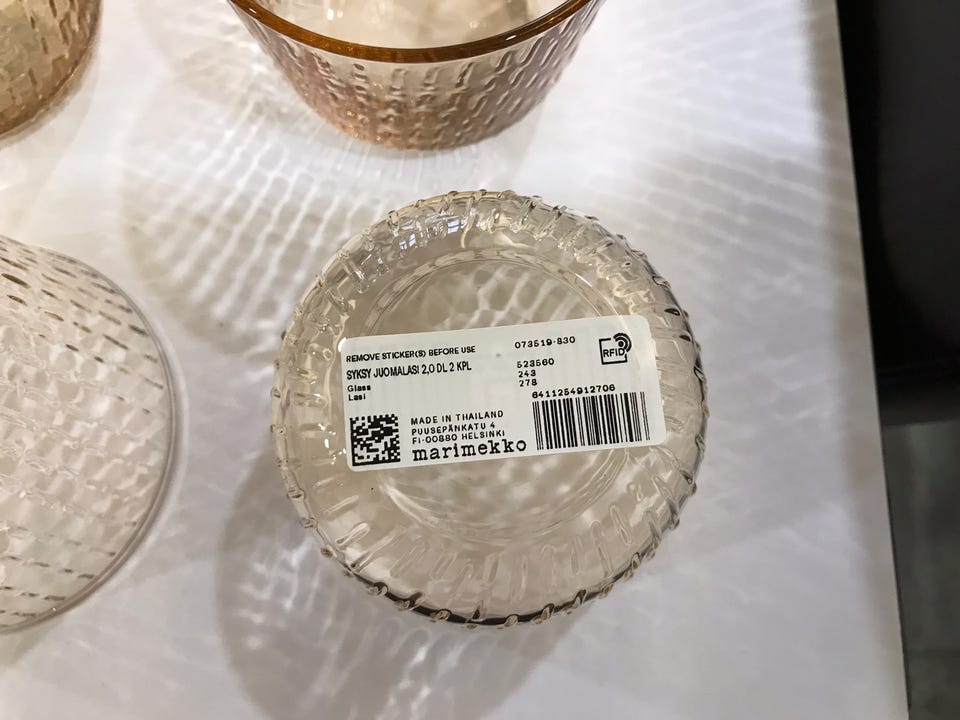 REMOVE STICKER(S) BEFORE USE
073519-830
RFID
SYKSY JUOMALASI 2,0 DL 2 KPL
523560
Glass
243
Lasi
278
6411254912706
MADE IN THAILAND
PUUSEPÄNKATU 4
FI-00880 HELSINKI
marimekko